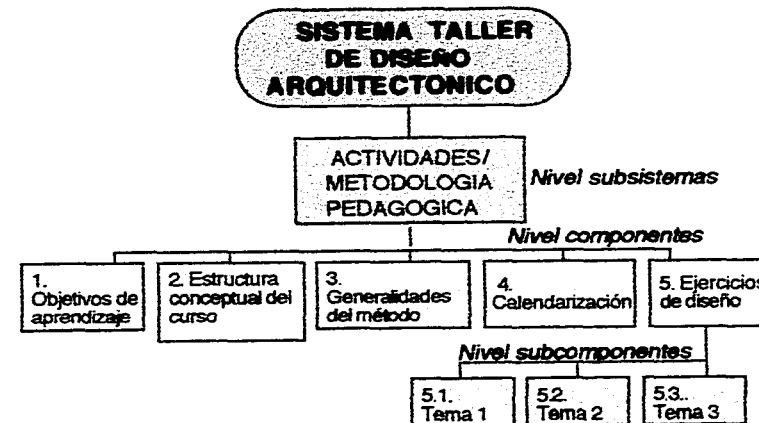 SISTEMA TALLER
DE DISEÑO
ARQUITECTONICO
ACTIVIDADES/
METODOLOGIA
PEDAGOGICA
Nivel subsistemas
Nivel componentes
1.
Objetivos de
aprendizaje
2. Estructura
conceptual del
curso
3.
Generalidades
del método
4.
Calendarización
5. Ejercicios
de diseño
Nivel subcomponentes
5.1.
Tema 1
5.2.
Tema 2
5.3..
Tema 3